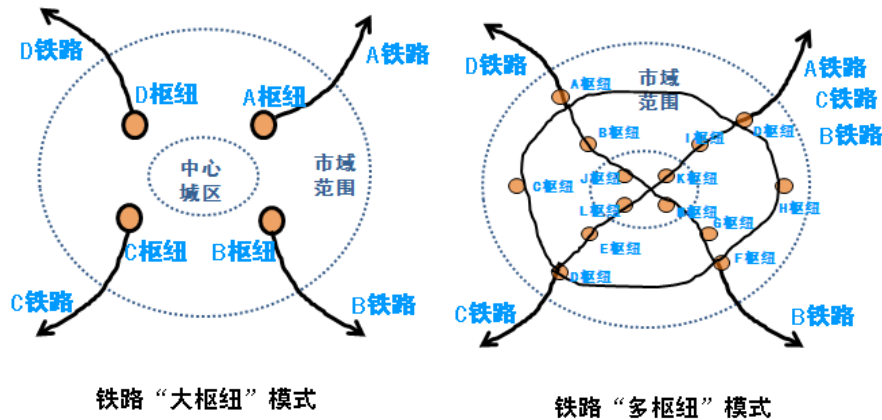 D铁路
A铁路
D枢纽
A枢纽
中心
城区
市域
范围
C枢纽
B枢纽
C铁路
B铁路
铁路“大枢纽”模式
D铁路
A枢纽
市域
范围
A铁路
C铁路
B铁路
D枢纽
B枢纽
I枢纽
J枢纽
K枢纽
C枢纽
H枢纽
L枢纽
枢纽
G枢纽
E枢纽
F枢纽
D枢纽
C铁路
B铁路
铁路“多枢纽”模式